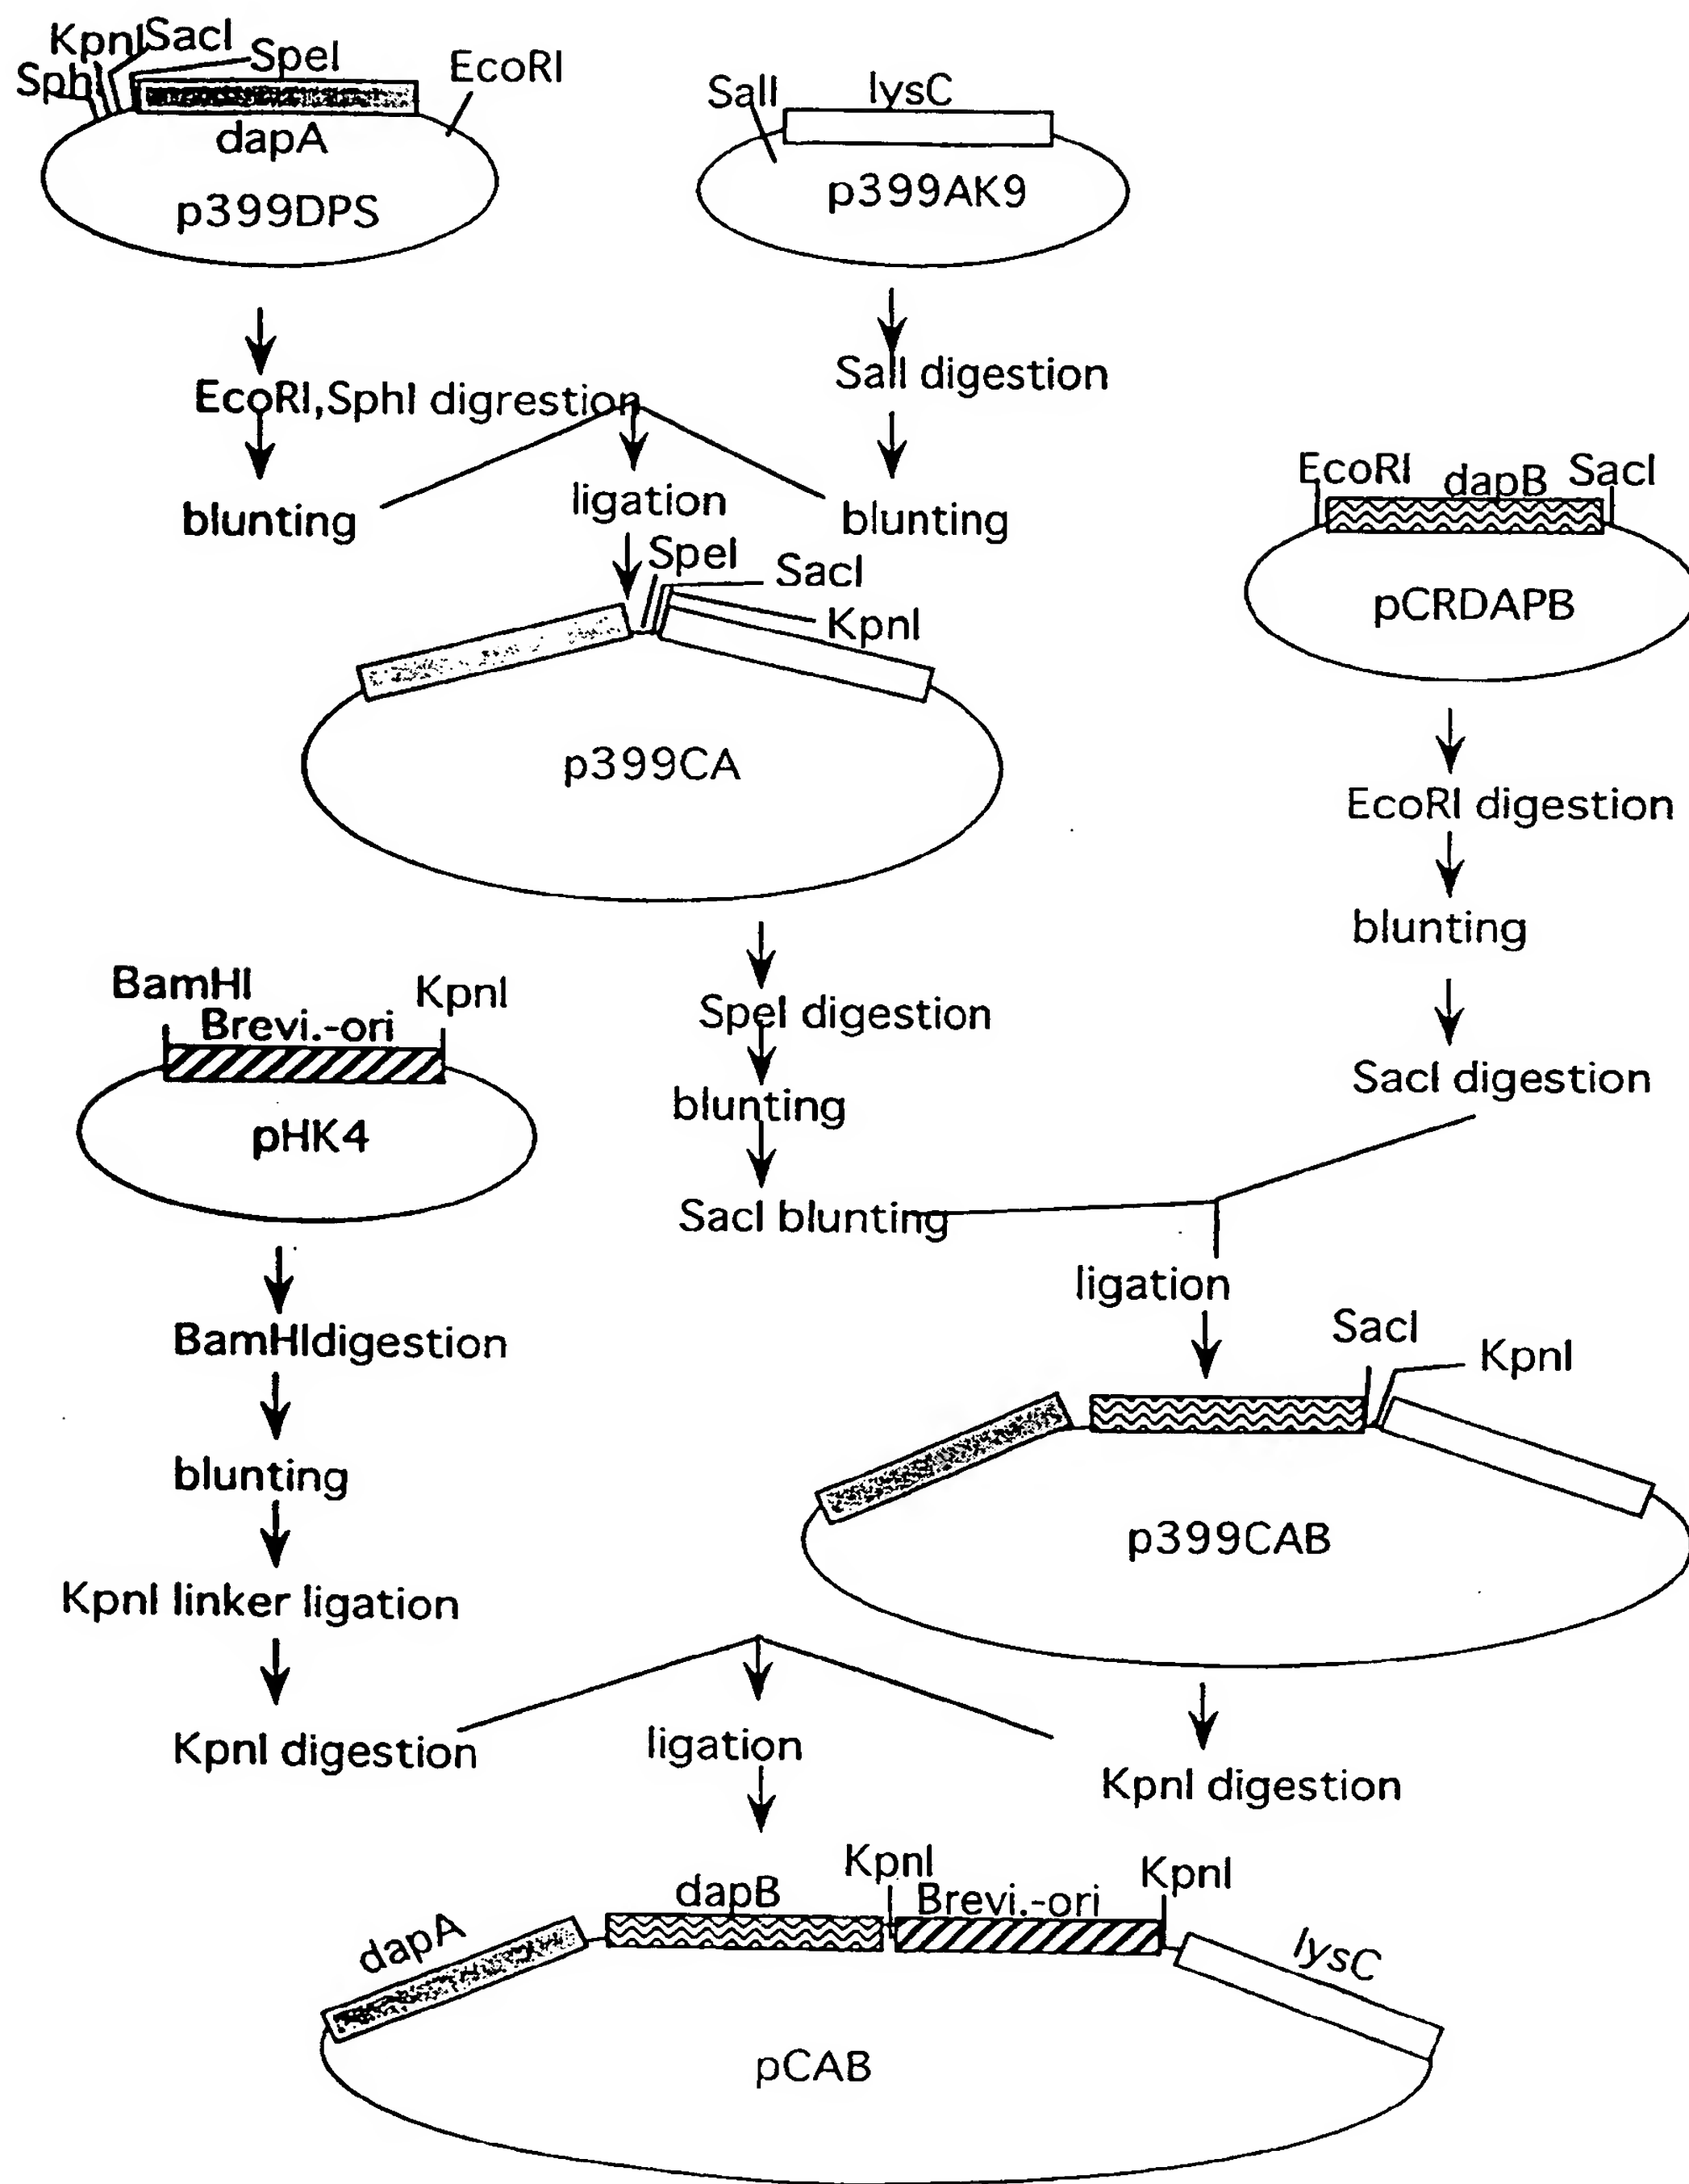 KpnI SacI
SphI
SpeI
EcoRI
dapA
p399DPS
SalI
lysC
p399AK9
EcoRI,SphI digrestion
SalI digestion
blunting
ligation
blunting
EcoRI dapB SacI
pCRDAPB
SpeI
SacI
KpnI
p399CA
EcoRI digestion
blunting
SacI digestion
BamHI
KpnI
Brevi.-ori
pHK4
SpeI digestion
blunting
SacI blunting
ligation
BamHIdigestion
blunting
KpnI linker ligation
KpnI digestion
SacI
KpnI
p399CAB
ligation
KpnI digestion
dapA
dapB
KpnI
Brevi.-ori
KpnI
lysC
pCAB